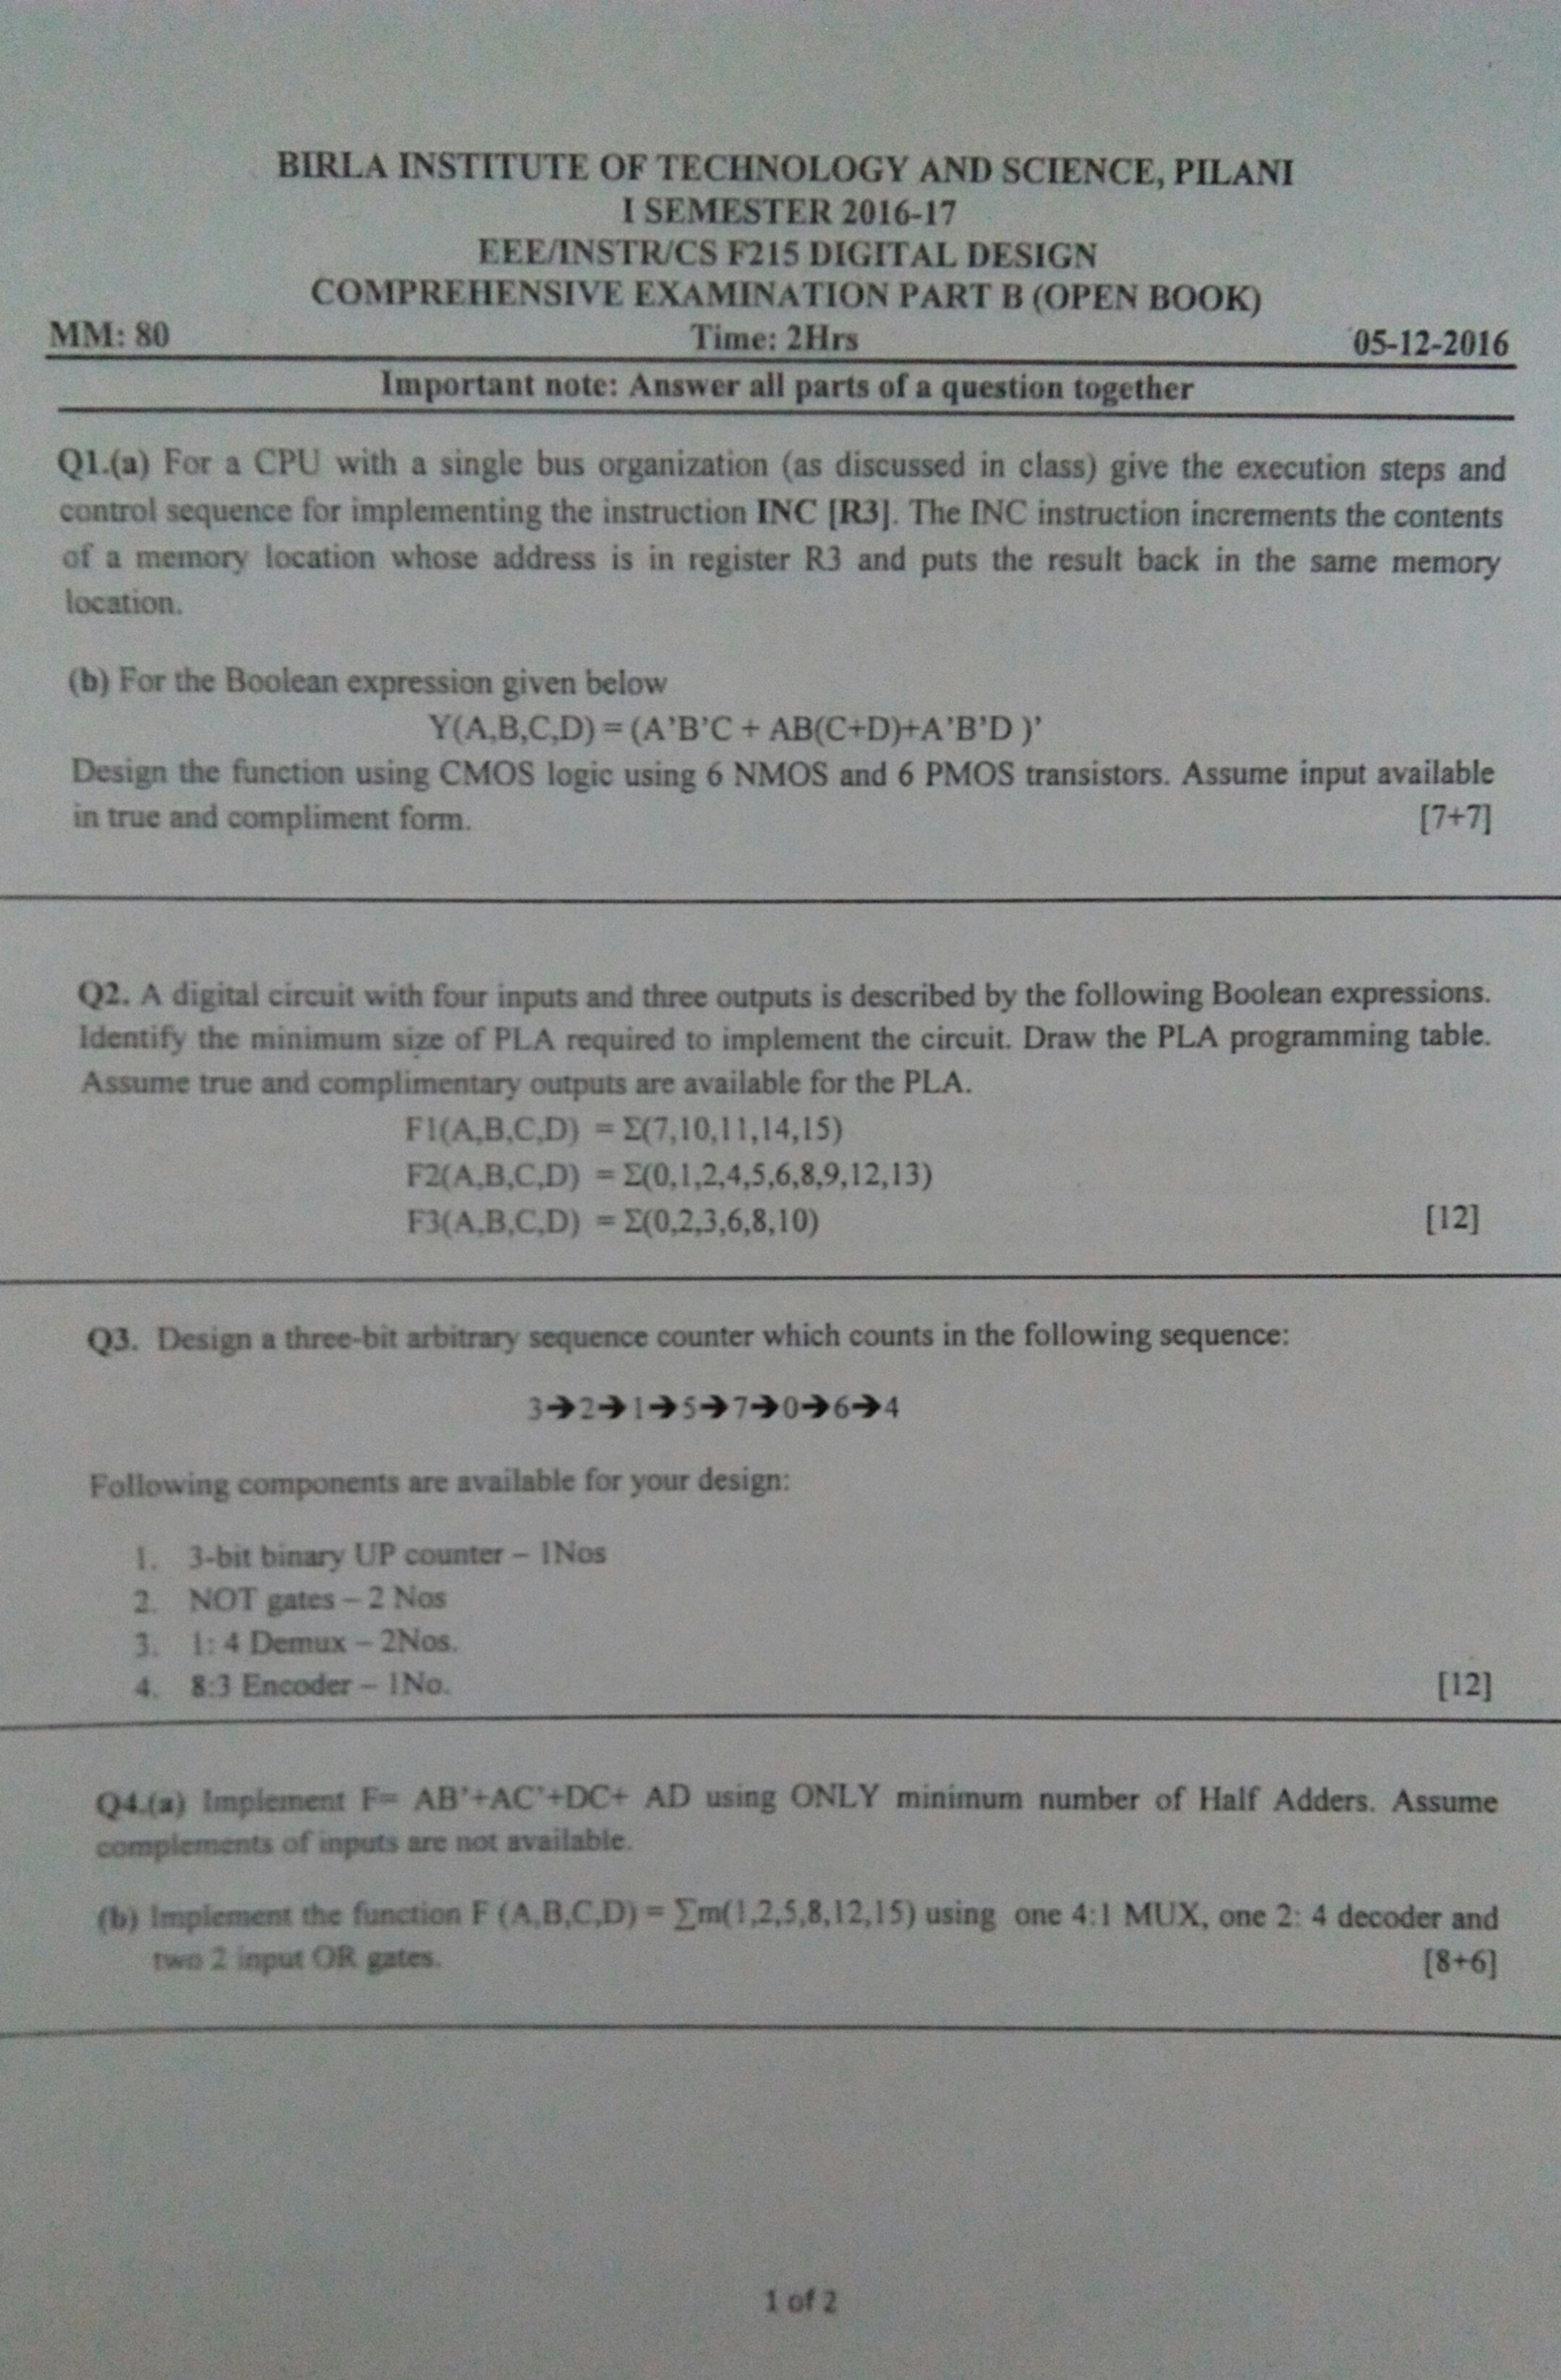 BIRLA INSTITUTE OF TECHNOLOGY AND SCIENCE, PILANI
I SEMESTER 2016-17
EEE/INSTR/CS F215 DIGITAL DESIGN
COMPREHENSIVE EXAMINATION PART B (OPEN BOOK)
MM: 80 Time: 2Hrs 05-12-2016
Important note: Answer all parts of a question together
Q1.(a) For a CPU with a single bus organization (as discussed in class) give the execution steps and
control sequence for implementing the instruction INC [R3]. The INC instruction increments the contents
of a memory location whose address is in register R3 and puts the result back in the same memory
location.
(b) For the Boolean expression given below
Y(A,B,C,D) = (A'B'C + AB(C+D)+A'B'D )'
Design the function using CMOS logic using 6 NMOS and 6 PMOS transistors. Assume input available
in true and compliment form. [7+7]
Q2. A digital circuit with four inputs and three outputs is described by the following Boolean expressions.
Identify the minimum size of PLA required to implement the circuit. Draw the PLA programming table.
Assume true and complimentary outputs are available for the PLA.
F1(A,B,C,D) = Σ(7,10,11,14,15)
F2(A,B,C,D) = Σ(0,1,2,4,5,6,8,9,12,13)
F3(A,B,C,D) = Σ(0,2,3,6,8,10) [12]
Q3. Design a three-bit arbitrary sequence counter which counts in the following sequence:
3➔2➔1➔5➔7➔0➔6➔4
Following components are available for your design:
1. 3-bit binary UP counter – 1Nos
2. NOT gates – 2 Nos
3. 1: 4 Demux – 2Nos.
4. 8:3 Encoder – 1No. [12]
Q4.(a) Implement F= AB'+AC'+DC+ AD using ONLY minimum number of Half Adders. Assume
complements of inputs are not available.
(b) Implement the function F (A,B,C,D) = ∑m(1,2,5,8,12,15) using one 4:1 MUX, one 2: 4 decoder and
two 2 input OR gates. [8+6]
1 of 2